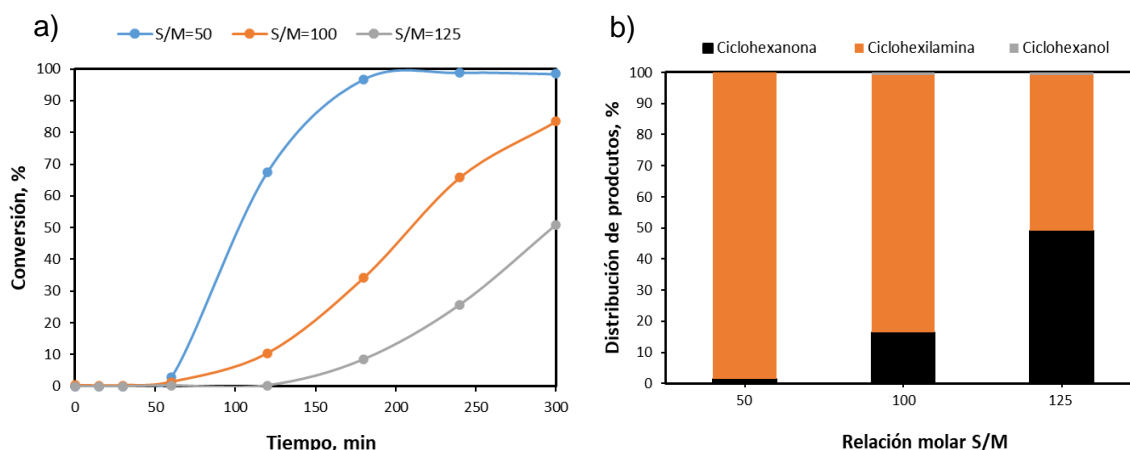 a)
S/M=50 S/M=100 S/M=125
100
90
80
70
60
50
40
30
20
10
0
0 50 100 150 200 250 300
Conversión, %
Tiempo, min
b)
Ciclohexanona Ciclohexilamina Ciclohexanol
100
90
80
70
60
50
40
30
20
10
0
50 100 125
Distribución de prodcutos, %
Relación molar S/M